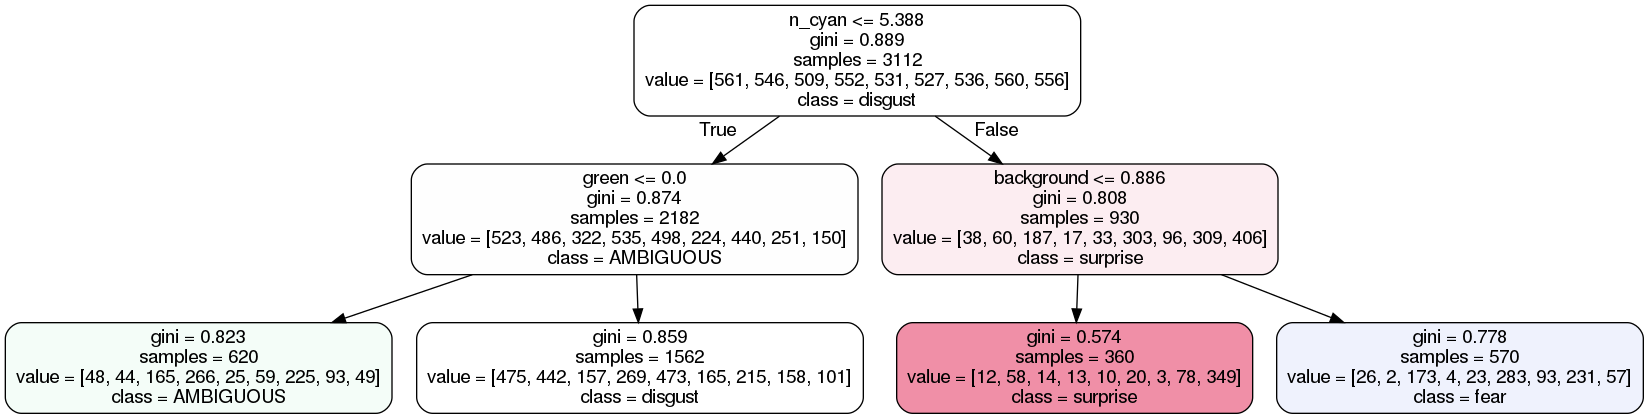 n_cyan <= 5.388
gini = 0.889
samples = 3112
value = [561, 546, 509, 552, 531, 527, 536, 560, 556]
class = disgust
True
False
green <= 0.0
gini = 0.874
samples = 2182
value = [523, 486, 322, 535, 498, 224, 440, 251, 150]
class = AMBIGUOUS
background <= 0.886
gini = 0.808
samples = 930
value = [38, 60, 187, 17, 33, 303, 96, 309, 406]
class = surprise
gini = 0.823
samples = 620
value = [48, 44, 165, 266, 25, 59, 225, 93, 49]
class = AMBIGUOUS
gini = 0.859
samples = 1562
value = [475, 442, 157, 269, 473, 165, 215, 158, 101]
class = disgust
gini = 0.574
samples = 360
value = [12, 58, 14, 13, 10, 20, 3, 78, 349]
class = surprise
gini = 0.778
samples = 570
value = [26, 2, 173, 4, 23, 283, 93, 231, 57]
class = fear